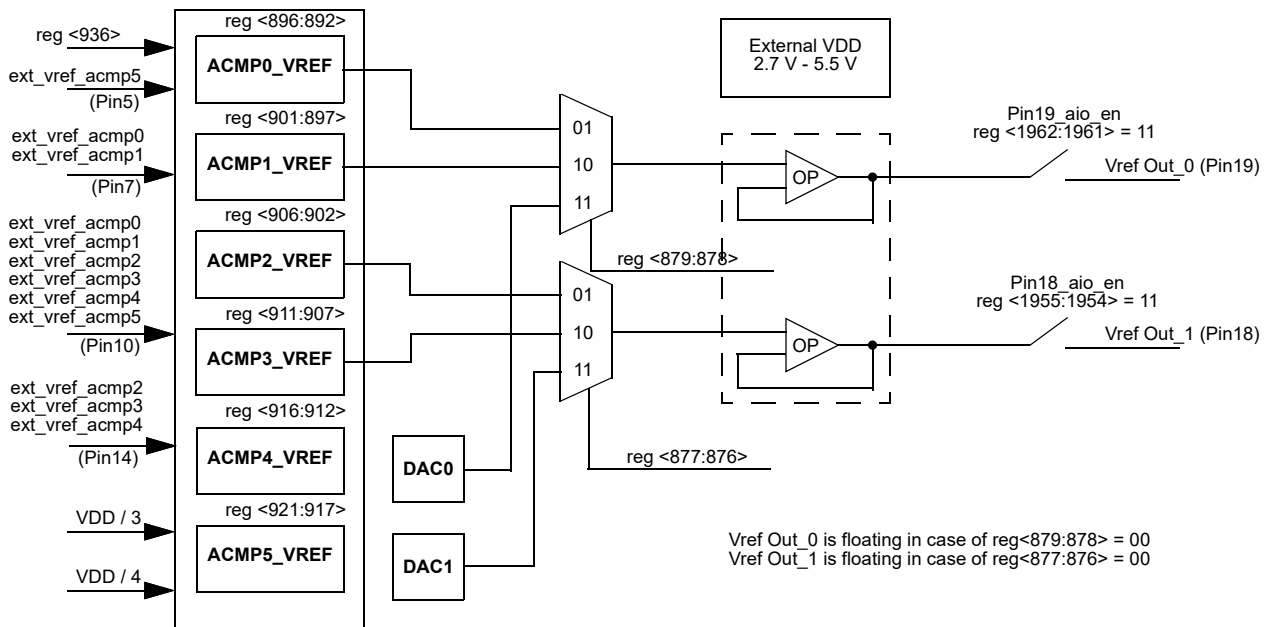 reg <936>
ext_vref_acmp5
(Pin5)
ext_vref_acmp0
ext_vref_acmp1
(Pin7)
ext_vref_acmp0
ext_vref_acmp1
ext_vref_acmp2
ext_vref_acmp3
ext_vref_acmp4
ext_vref_acmp5
(Pin10)
ext_vref_acmp2
ext_vref_acmp3
ext_vref_acmp4
(Pin14)
VDD / 3
VDD / 4
reg <896:892>
ACMP0_VREF
reg <901:897>
ACMP1_VREF
reg <906:902>
ACMP2_VREF
reg <911:907>
ACMP3_VREF
reg <916:912>
ACMP4_VREF
reg <921:917>
ACMP5_VREF
DAC0
DAC1
01
10
11
reg <879:878>
01
10
11
reg <877:876>
External VDD
2.7 V - 5.5 V
OP
OP
Pin19_aio_en
reg <1962:1961> = 11
Vref Out_0 (Pin19)
Pin18_aio_en
reg <1955:1954> = 11
Vref Out_1 (Pin18)
Vref Out_0 is floating in case of reg<879:878> = 00
Vref Out_1 is floating in case of reg<877:876> = 00